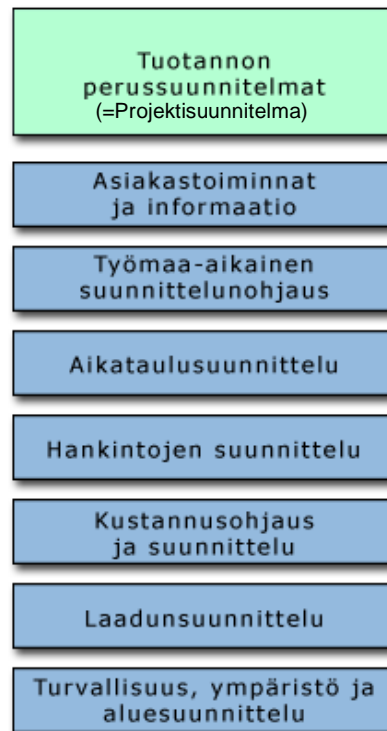 Tuotannon
perussuunnitelmat
(=Projektisuunnitelma)
Asiakastoiminnat
ja informaatio
Työmaa-aikainen
suunnittelunohjaus
Aikataulusuunnittelu
Hankintojen suunnittelu
Kustannusohjaus
ja suunnittelu
Laadunsuunnittelu
Turvallisuus, ympäristö ja
aluesuunnittelu